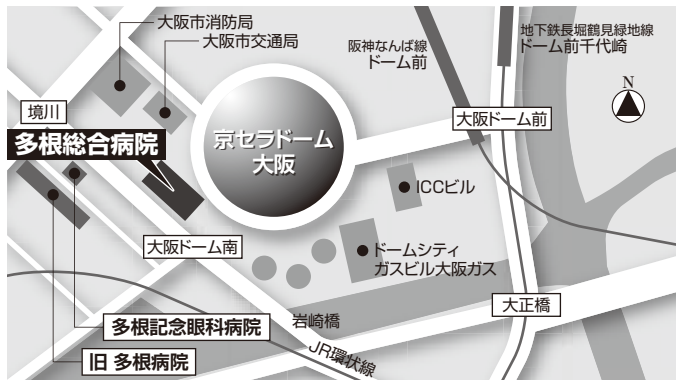 大阪市消防局
大阪市交通局
阪神なんば線
ドーム前
地下鉄長堀鶴見緑地線
ドーム前千代崎
N
境川
京セラドーム
大阪
大阪ドーム前
多根総合病院
ICCビル
大阪ドーム南
ドームシティ
ガスビル大阪ガス
大正橋
岩崎橋
多根記念眼科病院
JR環状線
旧 多根病院